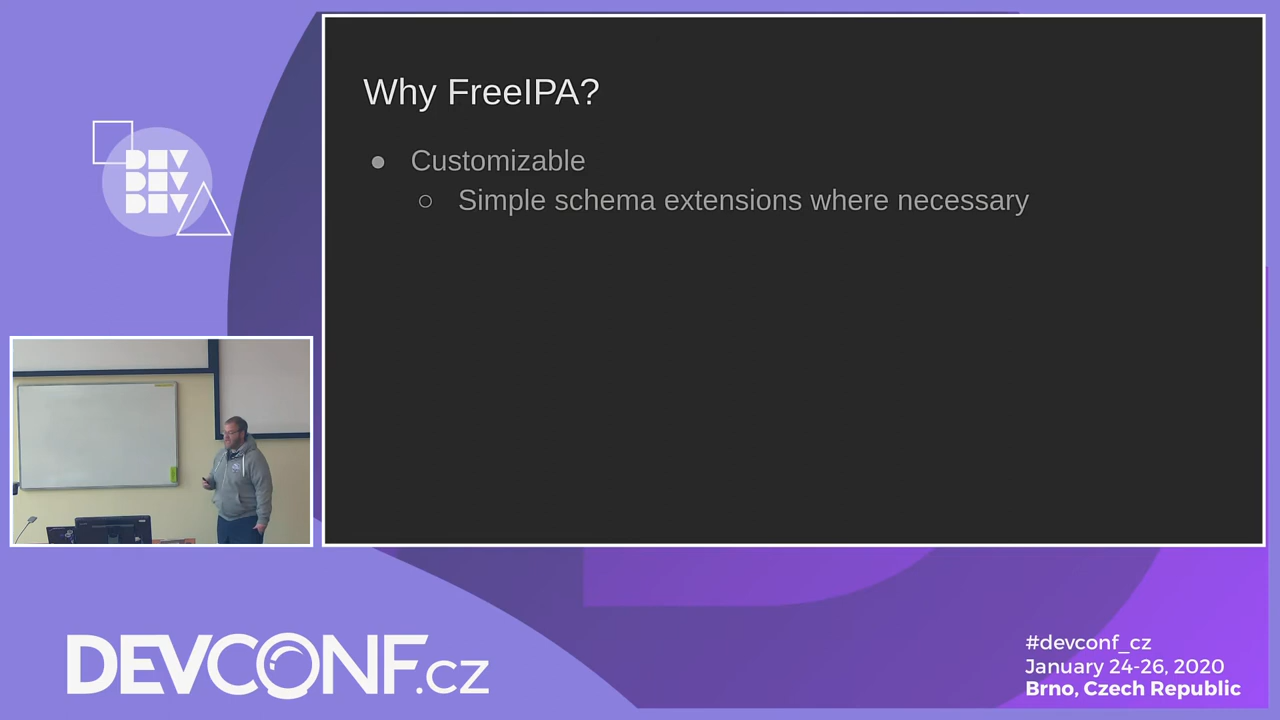 Why FreeIPA?
Customizable
Simple schema extensions where necessary
DEV
DEV
DEV
DEVCONF.cz
#devconf_cz
January 24-26, 2020
Brno, Czech Republic